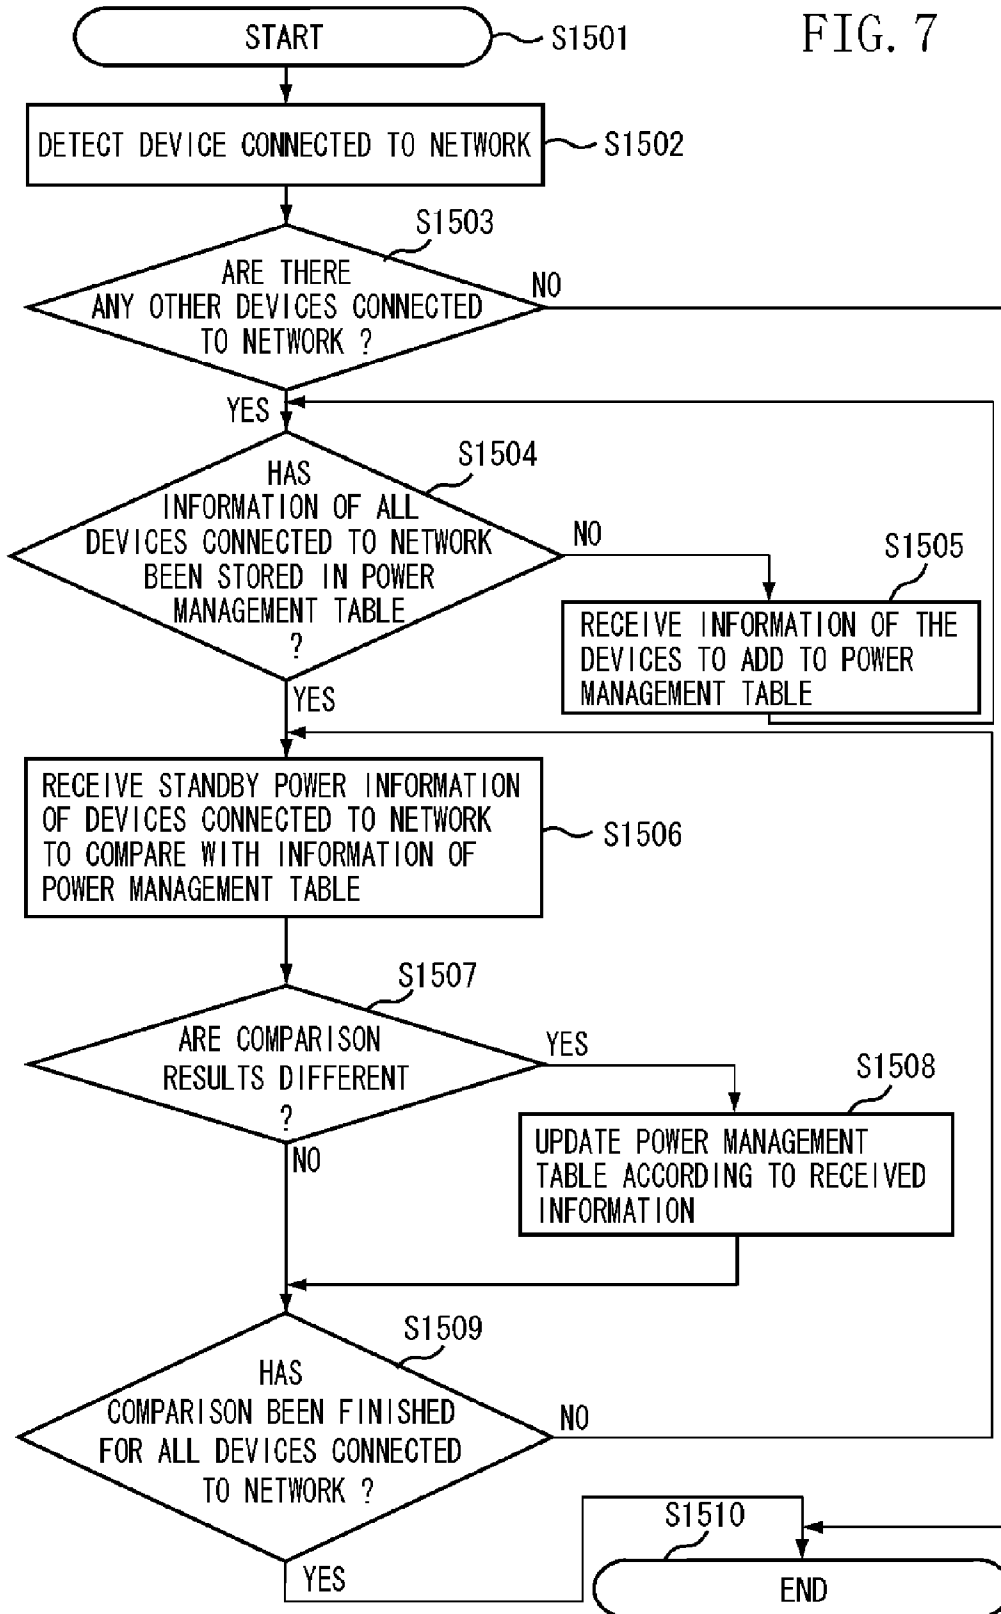 FIG. 7
START
S1501
DETECT DEVICE CONNECTED TO NETWORK
S1502
S1503
ARE THERE
ANY OTHER DEVICES CONNECTED
TO NETWORK ?
NO
YES
S1504
HAS
INFORMATION OF ALL
DEVICES CONNECTED TO NETWORK
BEEN STORED IN POWER
MANAGEMENT TABLE
?
NO
S1505
RECEIVE INFORMATION OF THE
DEVICES TO ADD TO POWER
MANAGEMENT TABLE
YES
RECEIVE STANDBY POWER INFORMATION
OF DEVICES CONNECTED TO NETWORK
TO COMPARE WITH INFORMATION OF
POWER MANAGEMENT TABLE
S1506
S1507
ARE COMPARISON
RESULTS DIFFERENT
?
YES
S1508
UPDATE POWER MANAGEMENT
TABLE ACCORDING TO RECEIVED
INFORMATION
NO
S1509
HAS
COMPARISON BEEN FINISHED
FOR ALL DEVICES CONNECTED
TO NETWORK ?
NO
YES
S1510
END